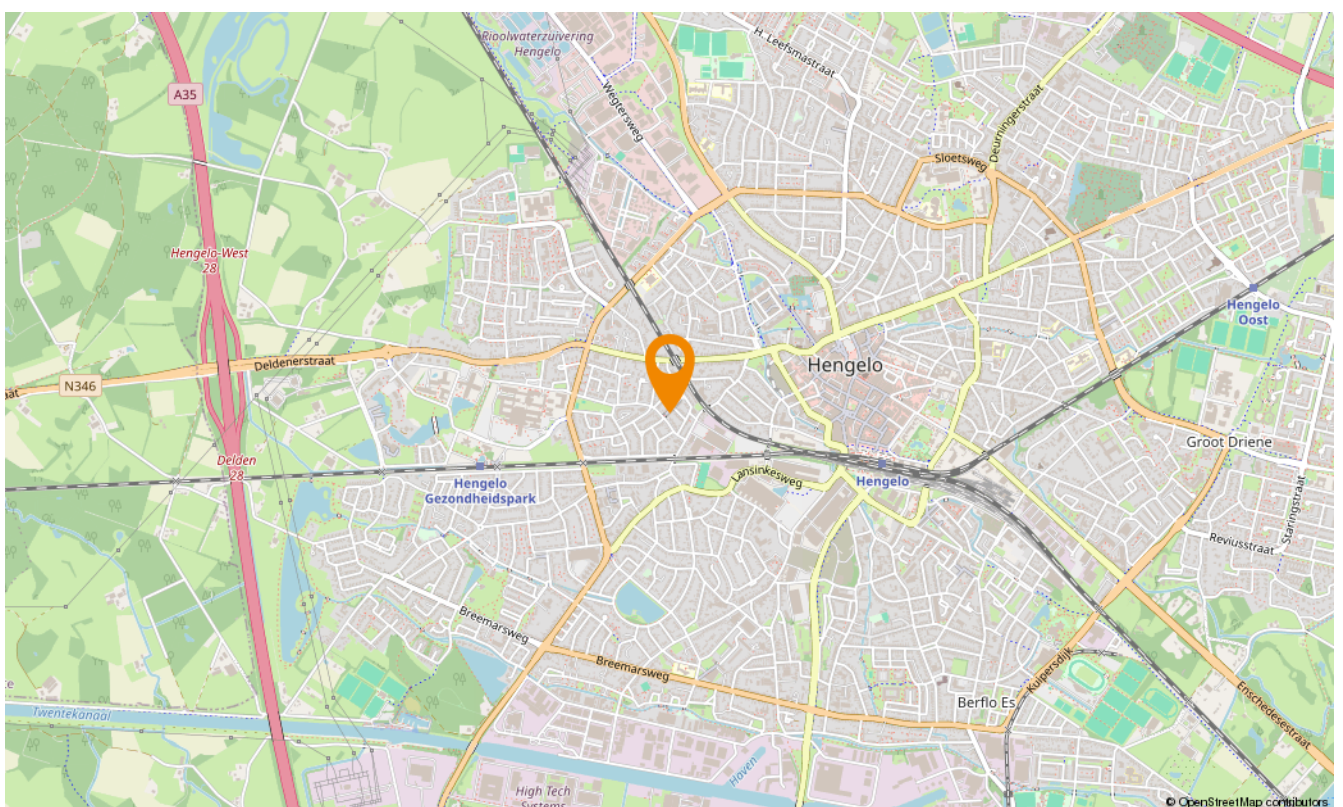 Rioolwaterzuivering
Hengelo
H. Leefsmastraat
A35
Wegtersweg
Deurningerstraat
Sloetsweg
Hengelo-West
28
Hengelo
Oost
Deldenerstraat
Hengelo
N346
Groot Driene
Delden
28
Hengelo
Gezondheidspark
Lansinkesweg
Hengelo
Staringstraat
Reviusstraat
Breemarsweg
Breemarsweg
Kuipersdijk
Berflo Es
Enschedesestraat
Twentekanaal
Haven
High Tech
Systems
© OpenStreetMap contributors